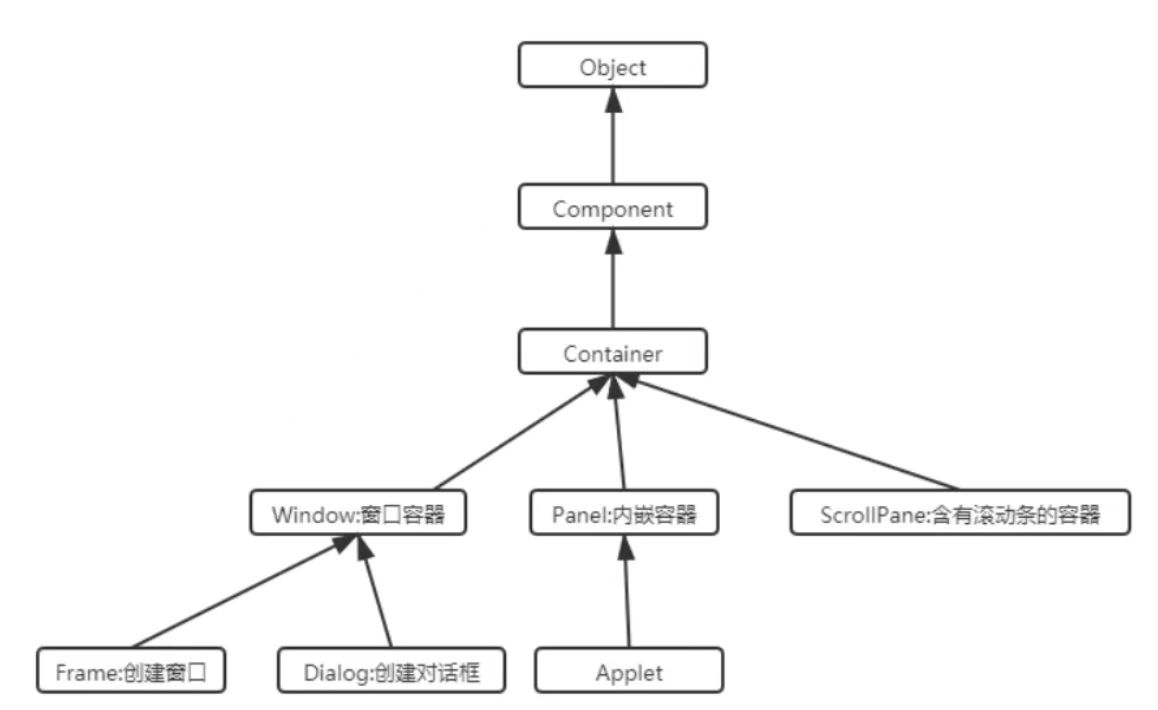 Object
Component
Container
Window:窗口容器
Panel:内嵌容器
ScrollPane:含有滚动条的容器
Frame:创建窗口
Dialog:创建对话框
Applet